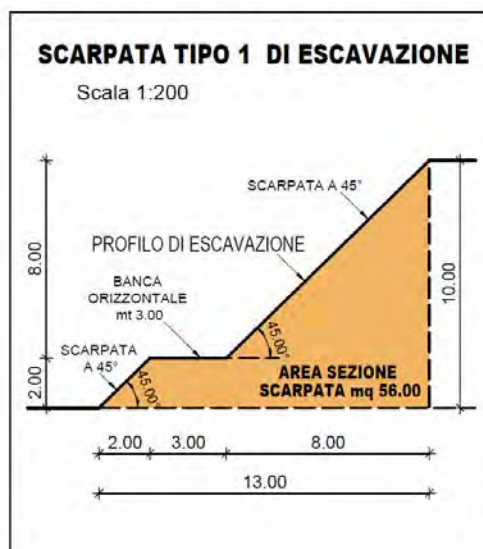 SCARPATA TIPO 1 DI ESCAVAZIONE
Scala 1:200
SCARPATA A 45°
PROFILO DI ESCAVAZIONE
8.00
10.00
BANCA
ORIZZONTALE
mt 3.00
SCARPATA
A 45°
45.00°
45.00°
2.00
AREA SEZIONE
SCARPATA mq 56.00
2.00
3.00
8.00
13.00